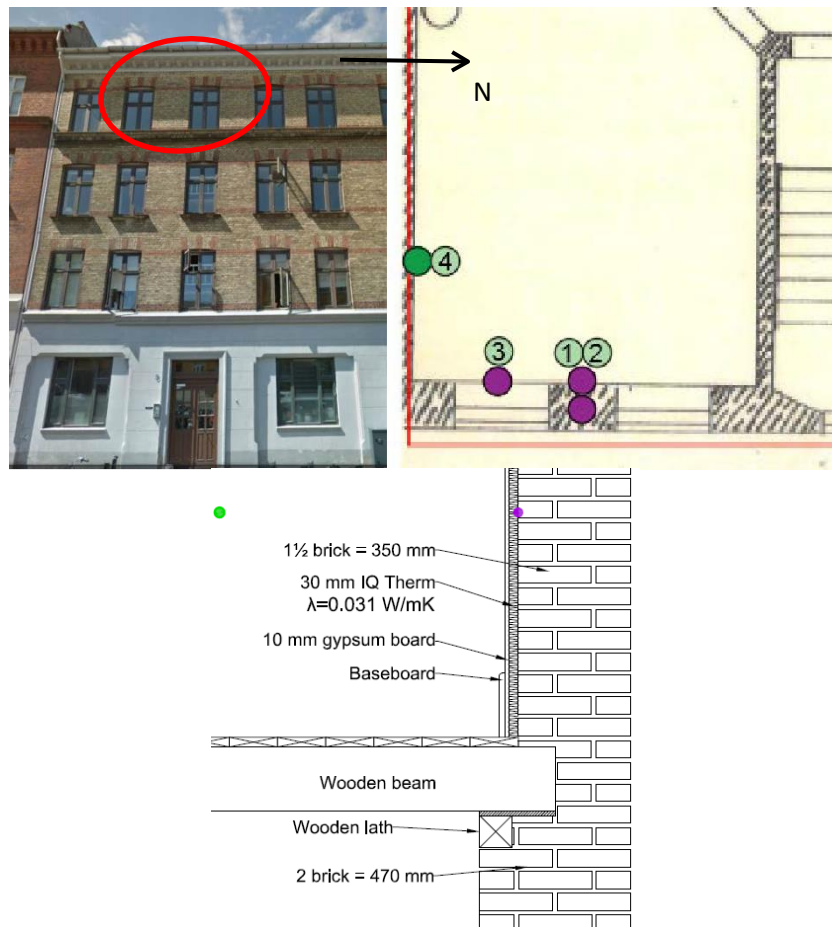 N
4
3
1 2
1½ brick = 350 mm
30 mm IQ Therm
λ=0.031 W/mK
10 mm gypsum board
Baseboard
Wooden beam
Wooden lath
2 brick = 470 mm